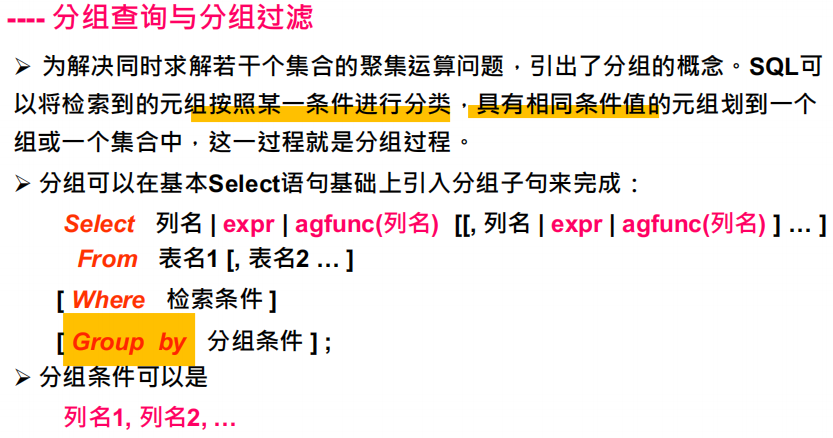 ---- 分组查询与分组过滤
➢ 为解决同时求解若干个集合的聚集运算问题，引出了分组的概念。SQL可
以将检索到的元组按照某一条件进行分类，具有相同条件值的元组划到一个
组或一个集合中，这一过程就是分组过程。
➢ 分组可以在基本Select语句基础上引入分组子句来完成：
Select 列名 | expr | agfunc(列名) [[, 列名 | expr | agfunc(列名) ] … ]
From 表名1 [, 表名2 … ]
[ Where 检索条件 ]
[ Group by 分组条件 ] ;
➢ 分组条件可以是
列名1, 列名2, …